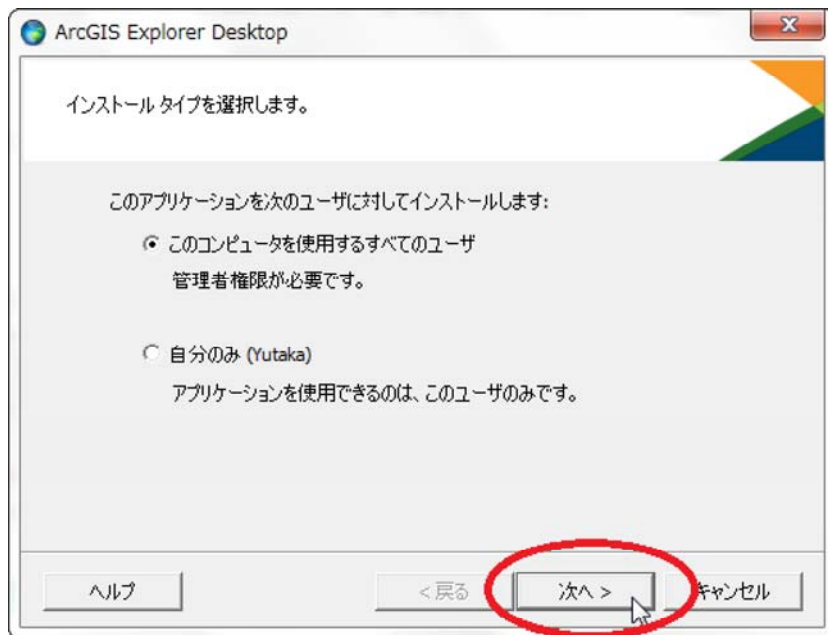 ArcGIS Explorer Desktop
インストール タイプを選択します。
このアプリケーションを次のユーザに対してインストールします:
このコンピュータを使用するすべてのユーザ
管理者権限が必要です。
自分のみ (Yutaka)
アプリケーションを使用できるのは、このユーザのみです。
ヘルプ
< 戻る
次へ >
キャンセル